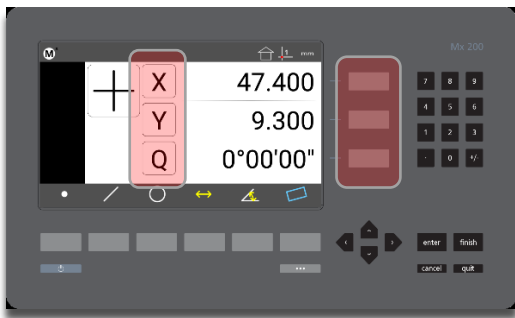 M
Mx 200
mm
X 47.400
Y 9.300
Q 0°00'00"
7 8 9
4 5 6
1 2 3
. 0 +/-
enter finish
cancel quit